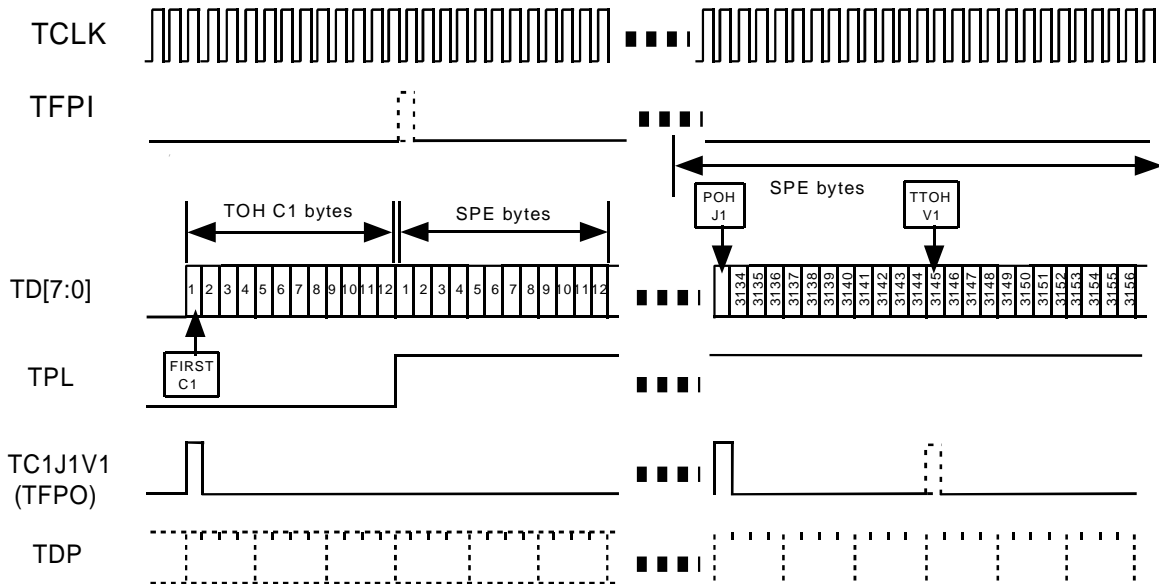 TCLK
TFPI
SPE bytes
POH
J1
TTOH
V1
TOH C1 bytes
SPE bytes
TD[7:0]
1 2 3 4 5 6 7 8 9 10 11 12 1 2 3 4 5 6 7 8 9 10 11 12
3134 3135 3136 3137 3138 3139 3140 3141 3142 3143 3144 3145 3146 3147 3148 3149 3150 3151 3152 3153 3154 3155 3156
FIRST
C1
TPL
TC1J1V1
(TFPO)
TDP